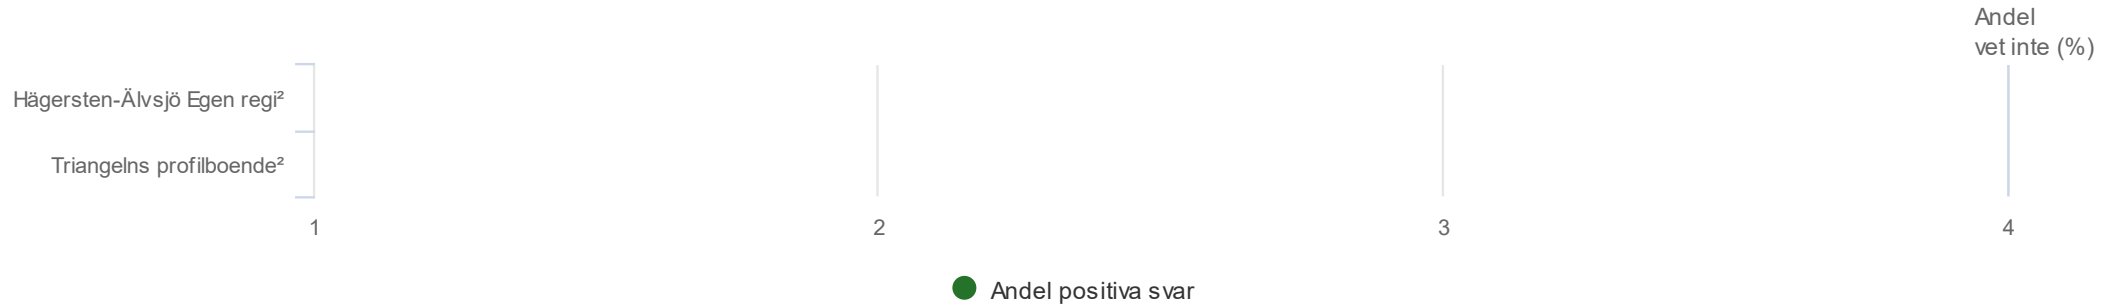 Andel
vet inte (%)
Hägersten-Älvsjö Egen regi²
Triangelns profilboende²
1 2 3 4
Andel positiva svar